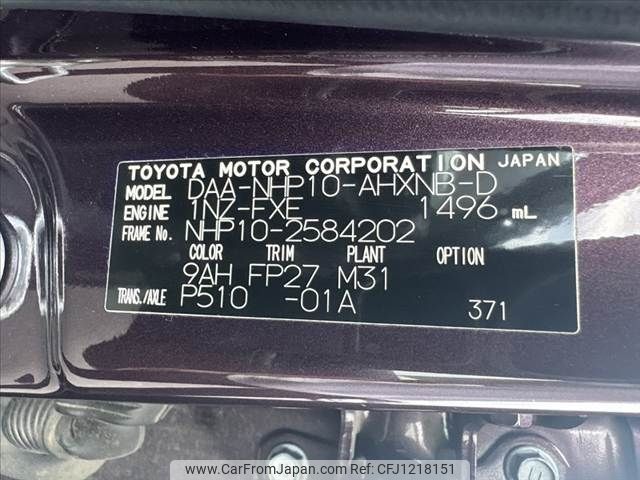 TOYOTA MOTOR CORPORATION JAPAN
MODEL DAA-NHP10-AHXNB-D
ENGINE 1NZ-FXE 1496 mL
FRAME No. NHP10-2584202
COLOR TRIM PLANT OPTION
9AH FP27 M31
TRANS./AXLE P510 -01A
371
www.CarFromJapan.com | REF No. CFJ1218151